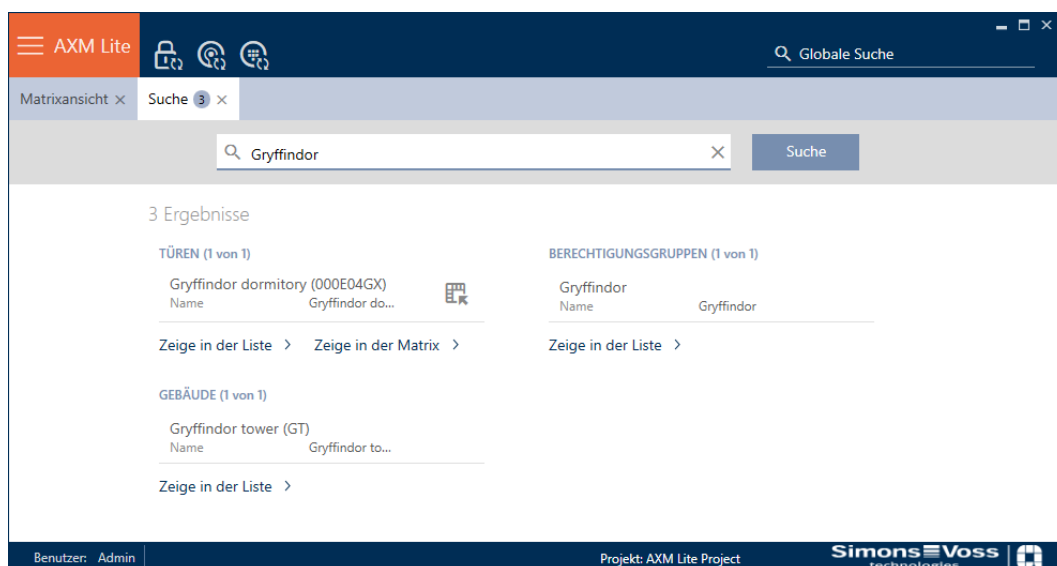 AXM Lite
Globale Suche
Matrixansicht
Suche 3
Gryffindor
Suche
3 Ergebnisse
TÜREN (1 von 1)
Gryffindor dormitory (000E04GX)
Name Gryffindor do...
Zeige in der Liste Zeige in der Matrix
BERECHTIGUNGSGRUPPEN (1 von 1)
Gryffindor
Name Gryffindor
Zeige in der Liste
GEBÄUDE (1 von 1)
Gryffindor tower (GT)
Name Gryffindor to...
Zeige in der Liste
Benutzer: Admin
Projekt: AXM Lite Project
Simons Voss
technologies